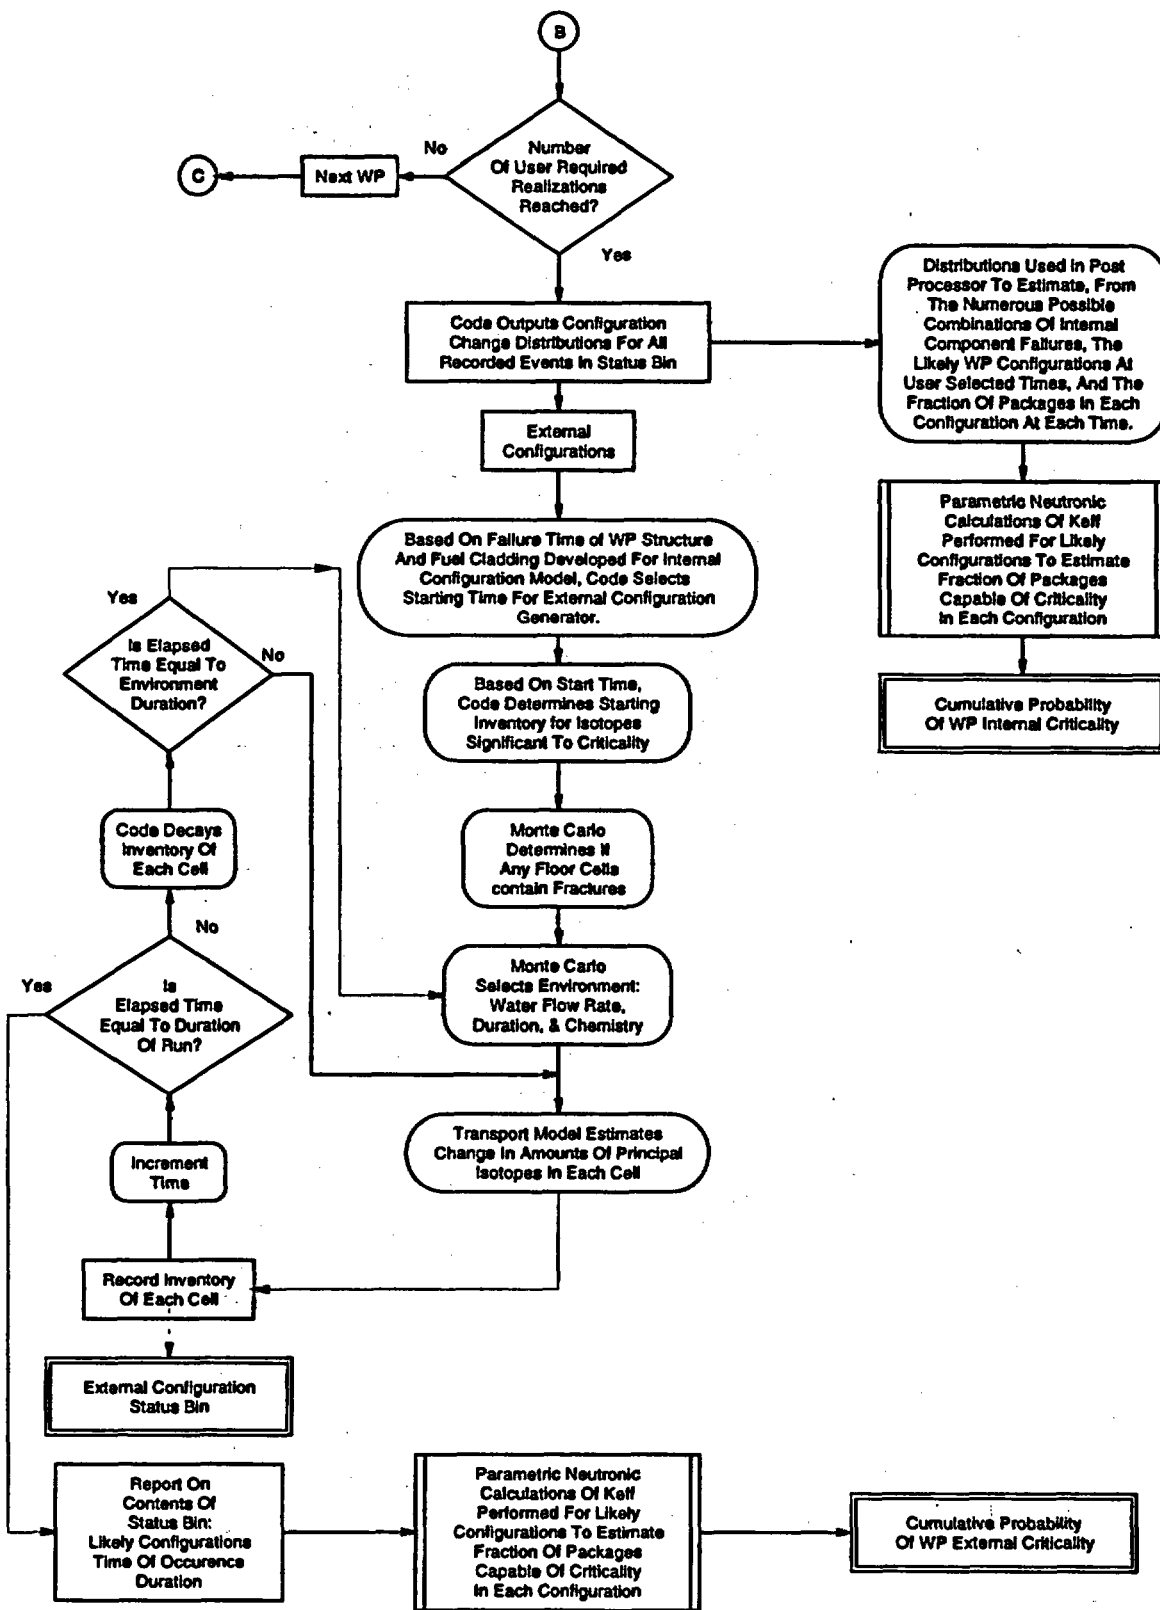 B
Number
Of User Required
Realizations
Reached?
No
Next WP
C
Yes
Code Outputs Configuration
Change Distributions For All
Recorded Events In Status Bin
Distributions Used In Post
Processor To Estimate, From
The Numerous Possible
Combinations Of Internal
Component Failures, The
Likely WP Configurations At
User Selected Times, And The
Fraction Of Packages In Each
Configuration At Each Time.
External
Configurations
Parametric Neutronic
Calculations Of Keff
Performed For Likely
Configurations To Estimate
Fraction Of Packages
Capable Of Criticality
In Each Configuration
Cumulative Probability
Of WP Internal Criticality
Based On Failure Time of WP Structure
And Fuel Cladding Developed For Internal
Configuration Model, Code Selects
Starting Time For External Configuration
Generator.
Based On Start Time,
Code Determines Starting
Inventory for Isotopes
Significant To Criticality
Monte Carlo
Determines If
Any Floor Cells
contain Fractures
Monte Carlo
Selects Environment:
Water Flow Rate,
Duration, & Chemistry
Transport Model Estimates
Change In Amounts Of Principal
Isotopes In Each Cell
Yes
Is Elapsed
Time Equal To
Environment
Duration?
No
Code Decays
Inventory Of
Each Cell
No
Yes
Is
Elapsed Time
Equal To Duration
Of Run?
Increment
Time
Record Inventory
Of Each Cell
External Configuration
Status Bin
Report On
Contents Of
Status Bin:
Likely Configurations
Time Of Occurence
Duration
Parametric Neutronic
Calculations Of Keff
Performed For Likely
Configurations To Estimate
Fraction Of Packages
Capable Of Criticality
In Each Configuration
Cumulative Probability
Of WP External Criticality